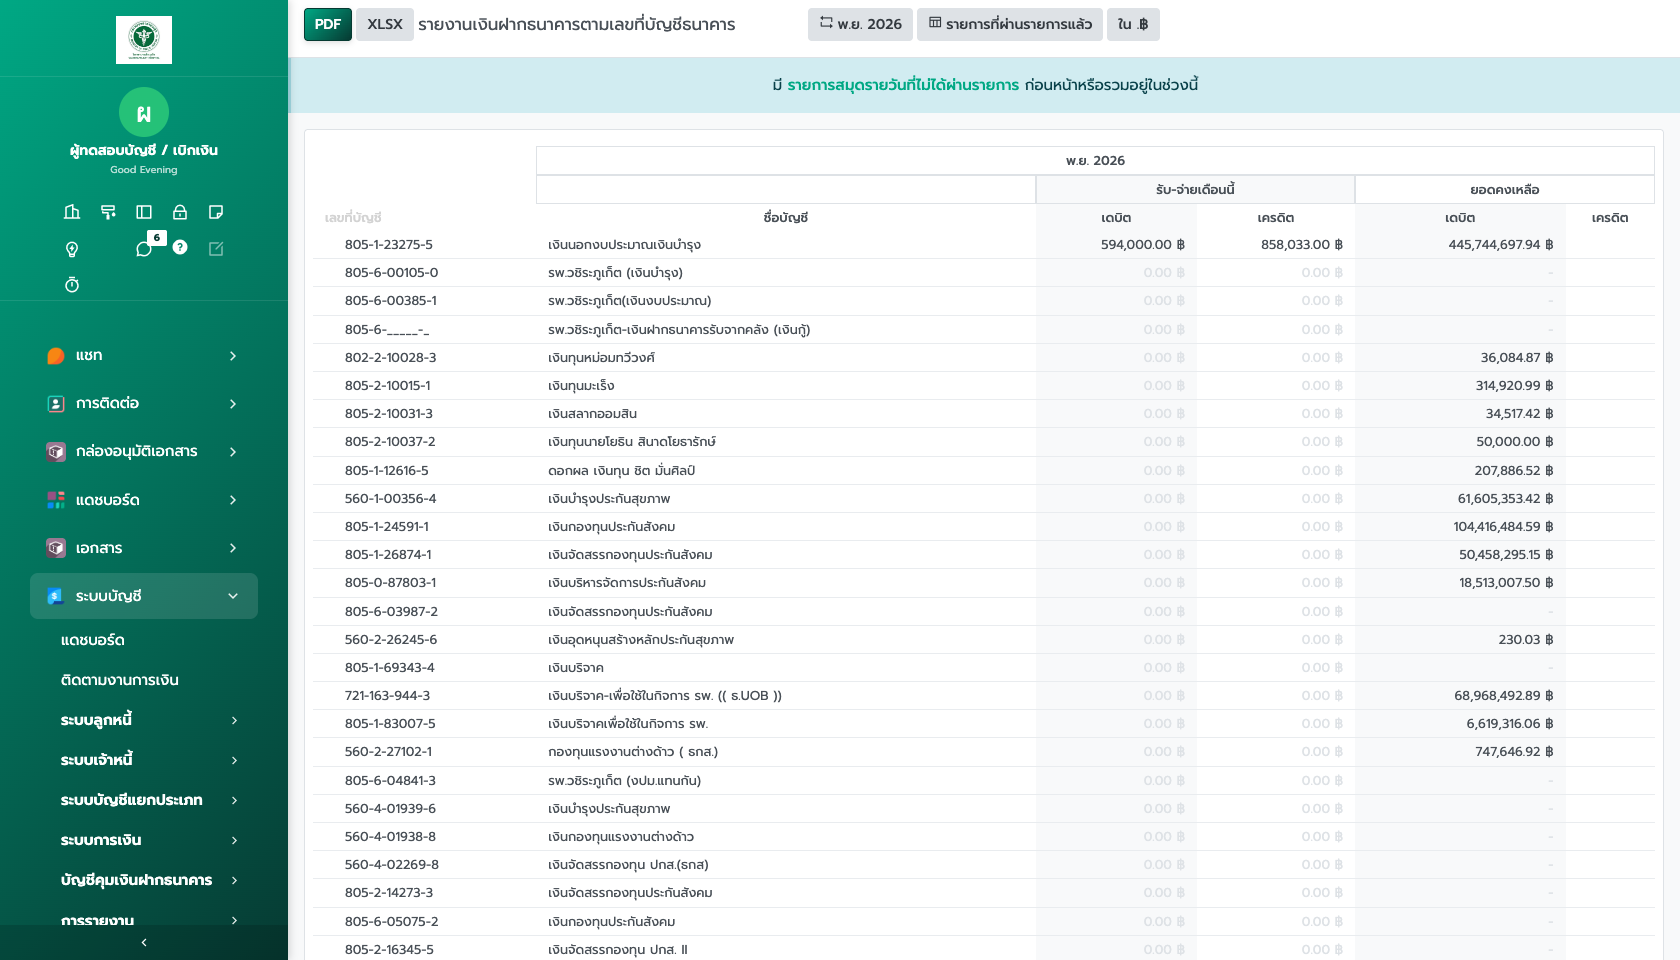 ผ
ผู้ทดสอบบัญชี / เบิกเงิน
Good Evening
6
?
แชท
การติดต่อ
กล่องอนุมัติเอกสาร
แดชบอร์ด
เอกสาร
ระบบบัญชี
แดชบอร์ด
ติดตามงานการเงิน
ระบบลูกหนี้
ระบบเจ้าหนี้
ระบบบัญชีแยกประเภท
ระบบการเงิน
บัญชีคุมเงินฝากธนาคาร
การรายงาน
PDF XLSX รายงานเงินฝากธนาคารตามเลขที่บัญชีธนาคาร พ.ย. 2026 รายการที่ผ่านรายการแล้ว ใน .฿
มี รายการสมุดรายวันที่ไม่ได้ผ่านรายการ ก่อนหน้าหรือรวมอยู่ในช่วงนี้
พ.ย. 2026
รับ-จ่ายเดือนนี้ ยอดคงเหลือ
เลขที่บัญชี ชื่อบัญชี เดบิต เครดิต เดบิต เครดิต
805-1-23275-5 เงินนอกงบประมาณเงินบำรุง 594,000.00 ฿ 858,033.00 ฿ 445,744,697.94 ฿
805-6-00105-0 รพ.วชิระภูเก็ต (เงินบำรุง) 0.00 ฿ 0.00 ฿ -
805-6-00385-1 รพ.วชิระภูเก็ต(เงินงบประมาณ) 0.00 ฿ 0.00 ฿ -
805-6-_____-_ รพ.วชิระภูเก็ต-เงินฝากธนาคารรับจากคลัง (เงินกู้) 0.00 ฿ 0.00 ฿ -
802-2-10028-3 เงินทุนหม่อมทวีวงศ์ 0.00 ฿ 0.00 ฿ 36,084.87 ฿
805-2-10015-1 เงินทุนมะเร็ง 0.00 ฿ 0.00 ฿ 314,920.99 ฿
805-2-10031-3 เงินสลากออมสิน 0.00 ฿ 0.00 ฿ 34,517.42 ฿
805-2-10037-2 เงินทุนนายโยธิน สินาดโยธารักษ์ 0.00 ฿ 0.00 ฿ 50,000.00 ฿
805-1-12616-5 ดอกผล เงินทุน ชิต มั่นศิลป์ 0.00 ฿ 0.00 ฿ 207,886.52 ฿
560-1-00356-4 เงินบำรุงประกันสุขภาพ 0.00 ฿ 0.00 ฿ 61,605,353.42 ฿
805-1-24591-1 เงินกองทุนประกันสังคม 0.00 ฿ 0.00 ฿ 104,416,484.59 ฿
805-1-26874-1 เงินจัดสรรกองทุนประกันสังคม 0.00 ฿ 0.00 ฿ 50,458,295.15 ฿
805-0-87803-1 เงินบริหารจัดการประกันสังคม 0.00 ฿ 0.00 ฿ 18,513,007.50 ฿
805-6-03987-2 เงินจัดสรรกองทุนประกันสังคม 0.00 ฿ 0.00 ฿ -
560-2-26245-6 เงินอุดหนุนสร้างหลักประกันสุขภาพ 0.00 ฿ 0.00 ฿ 230.03 ฿
805-1-69343-4 เงินบริจาค 0.00 ฿ 0.00 ฿ -
721-163-944-3 เงินบริจาค-เพื่อใช้ในกิจการ รพ. (( ธ.UOB )) 0.00 ฿ 0.00 ฿ 68,968,492.89 ฿
805-1-83007-5 เงินบริจาคเพื่อใช้ในกิจการ รพ. 0.00 ฿ 0.00 ฿ 6,619,316.06 ฿
560-2-27102-1 กองทุนแรงงานต่างด้าว ( ธกส.) 0.00 ฿ 0.00 ฿ 747,646.92 ฿
805-6-04841-3 รพ.วชิระภูเก็ต (งปม.แทนกัน) 0.00 ฿ 0.00 ฿ -
560-4-01939-6 เงินบำรุงประกันสุขภาพ 0.00 ฿ 0.00 ฿ -
560-4-01938-8 เงินกองทุนแรงงานต่างด้าว 0.00 ฿ 0.00 ฿ -
560-4-02269-8 เงินจัดสรรกองทุน ปกส.(ธกส) 0.00 ฿ 0.00 ฿ -
805-2-14273-3 เงินจัดสรรกองทุนประกันสังคม 0.00 ฿ 0.00 ฿ -
805-6-05075-2 เงินกองทุนประกันสังคม 0.00 ฿ 0.00 ฿ -
805-2-16345-5 เงินจัดสรรกองทุน ปกส. II 0.00 ฿ 0.00 ฿ -